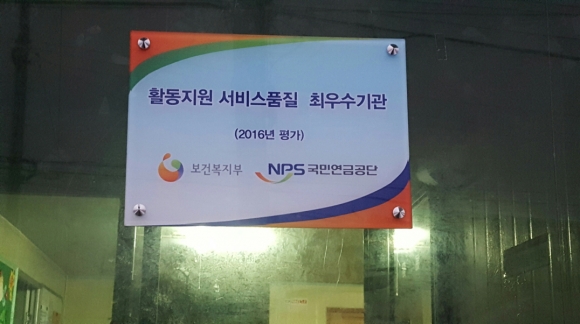 활동지원 서비스품질 최우수기관
(2016년 평가)
보건복지부 NPS 국민연금공단